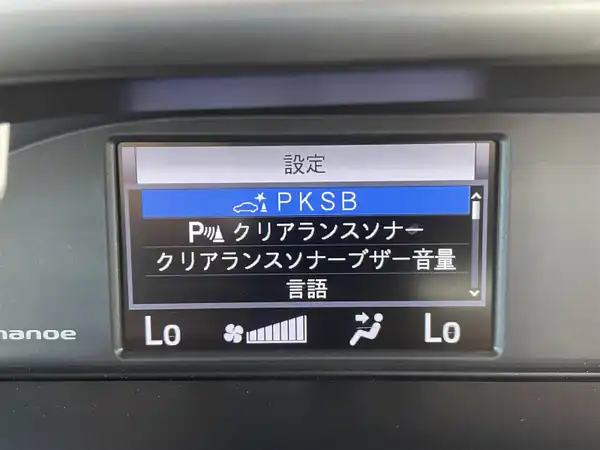 設定
PKSB
P クリアランスソナー
クリアランスソナーブザー音量
言語
Lo Lo
nanoe